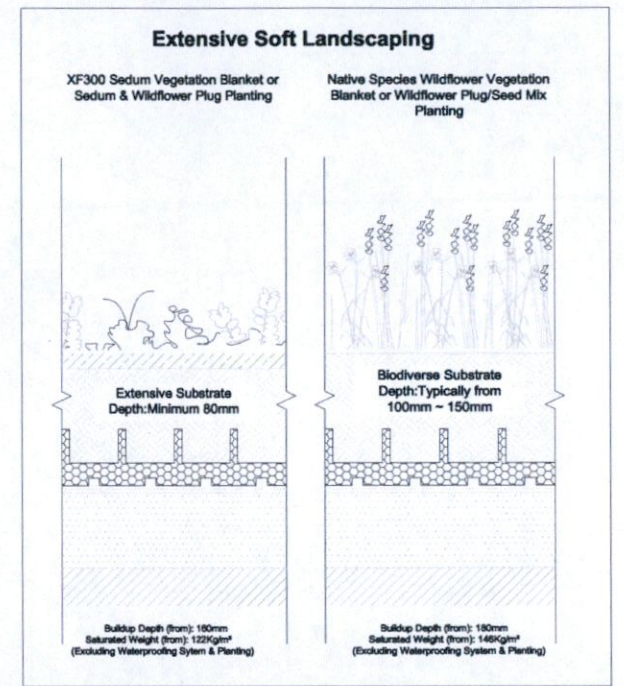 Extensive Soft Landscaping
XF300 Sedum Vegetation Blanket or
Sedum & Wildflower Plug Planting
Native Species Wildflower Vegetation
Blanket or Wildflower Plug/Seed Mix
Planting
Extensive Substrate
Depth:Minimum 80mm
Biodiverse Substrate
Depth:Typically from
100mm ~ 150mm
Buildup Depth (from): 160mm
Saturated Weight (from): 122Kg/m²
(Excluding Waterproofing Sytem & Planting)
Buildup Depth (from): 180mm
Saturated Weight (from): 146Kg/m²
(Excluding Waterproofing Sytem & Planting)